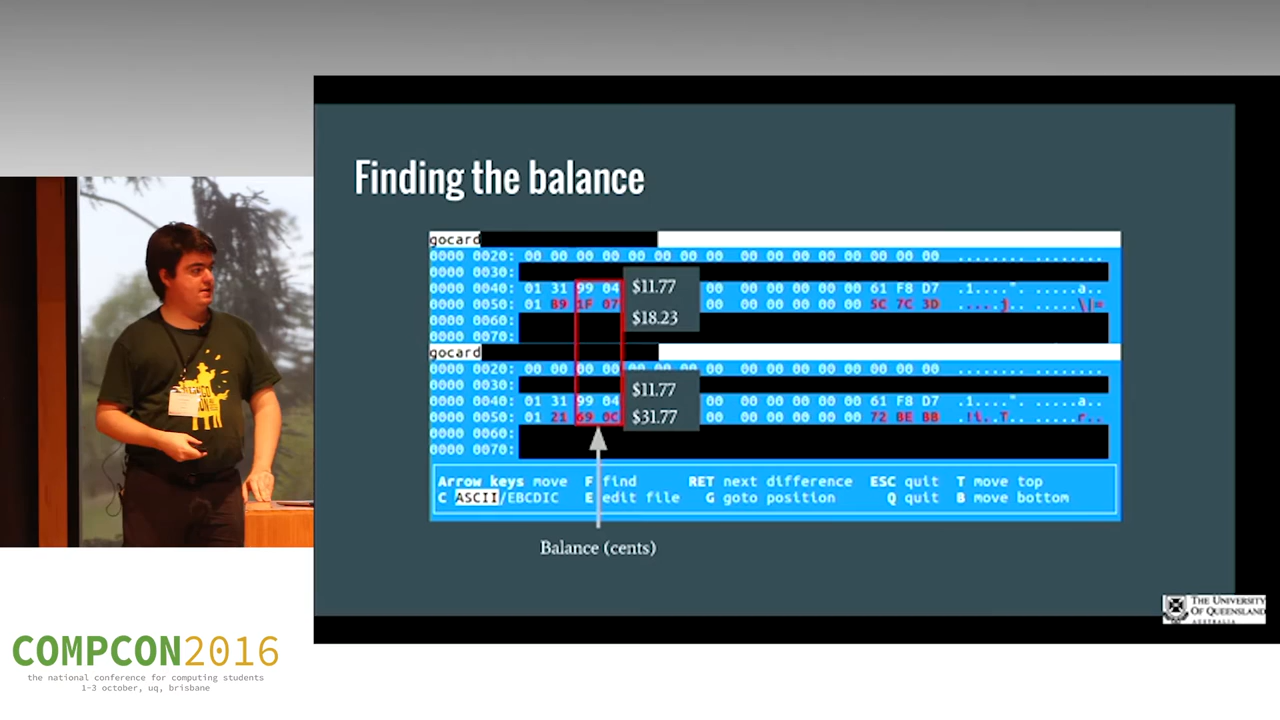 Finding the balance
gocard
0000 0020: 00 00 00 00 00 00 00 00 00 00 00 00 00 00 00 ........ ........
0000 0030:
0000 0040: 01 31 99 04 $11.77 00 00 00 00 00 61 F8 D7 .1....". .....a..
0000 0050: 01 B9 1F 07 $18.23 00 00 00 00 00 5C 7C 3D .....j.. .....\|=
0000 0060:
0000 0070:
gocard
0000 0020: 00 00 00 00 00 00 00 00 00 00 00 00 00 00 00 ........ ........
0000 0030:
0000 0040: 01 31 99 04 $11.77 00 00 00 00 00 61 F8 D7 .1....". .....a..
0000 0050: 01 21 69 0C $31.77 00 00 00 00 00 72 BE BB .!i..T.. .....r..
0000 0060:
0000 0070:
Arrow keys move F find RET next difference ESC quit T move top
C ASCII/EBCDIC E edit file G goto position Q quit B move bottom
Balance (cents)
THE UNIVERSITY
OF QUEENSLAND
AUSTRALIA
COMPCON2016
the national conference for computing students
1-3 october, uq, brisbane